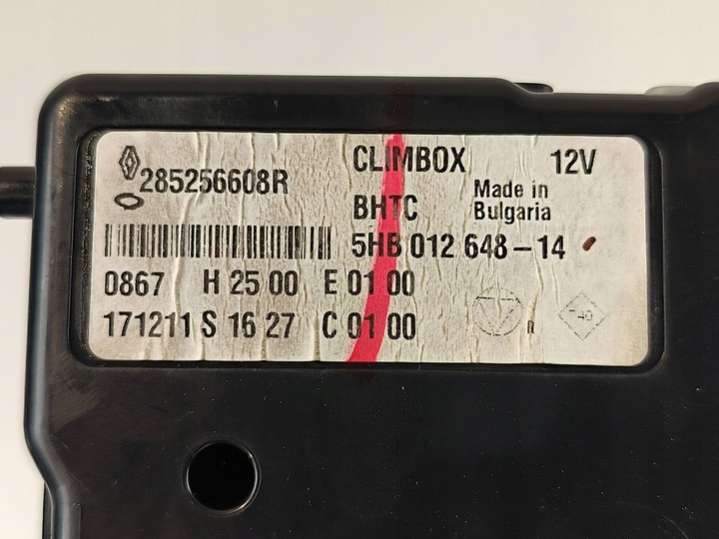 285256608R CLIMBOX 12V
BHTC Made in
Bulgaria
5HB 012 648-14
0867 H 25 00 E 01 00
171211 S 16 27 C 01 00
n